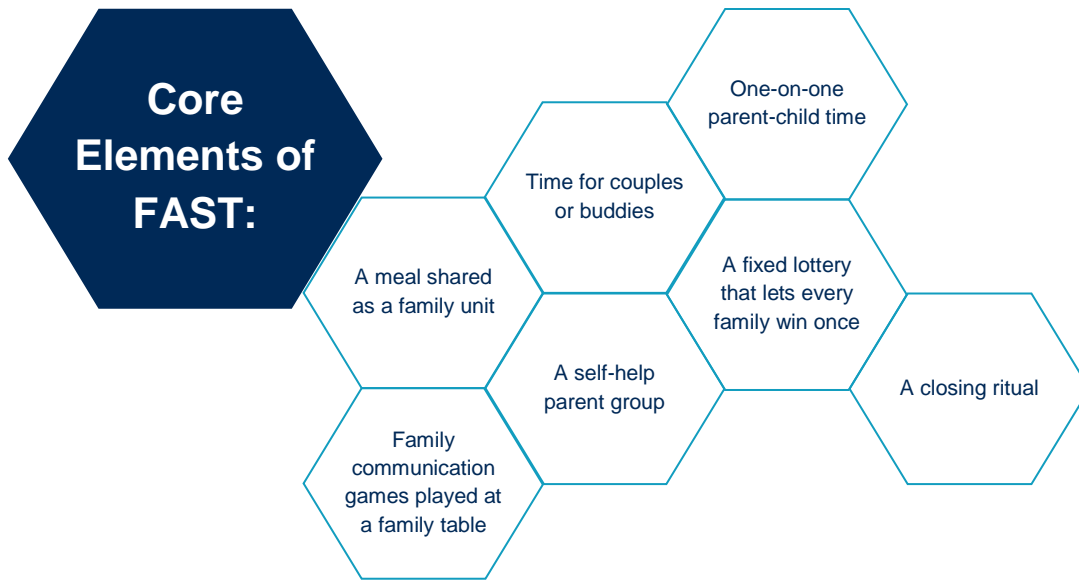 Core
Elements of
FAST:
A meal shared
as a family unit
Family
communication
games played at
a family table
Time for couples
or buddies
A self-help
parent group
One-on-one
parent-child time
A fixed lottery
that lets every
family win once
A closing ritual